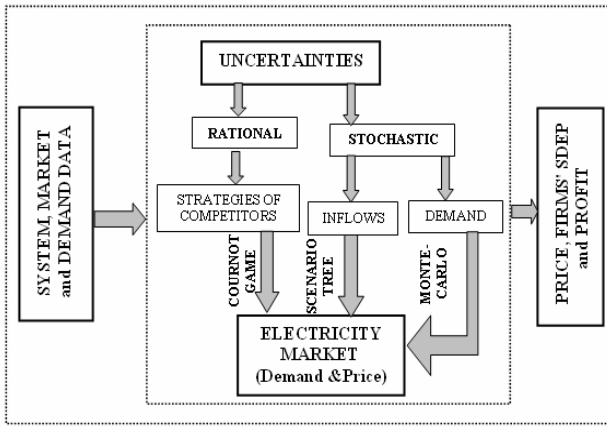 UNCERTAINTIES
RATIONAL
STOCHASTIC
SYSTEM, MARKET
and DEMAND DATA
STRATEGIES OF
COMPETITORS
INFLOWS
DEMAND
COURNOT
GAME
SCENARIO
TREE
MONTE-
CARLO
ELECTRICITY
MARKET
(Demand &Price)
PRICE, FIRMS' SDEP
and PROFIT